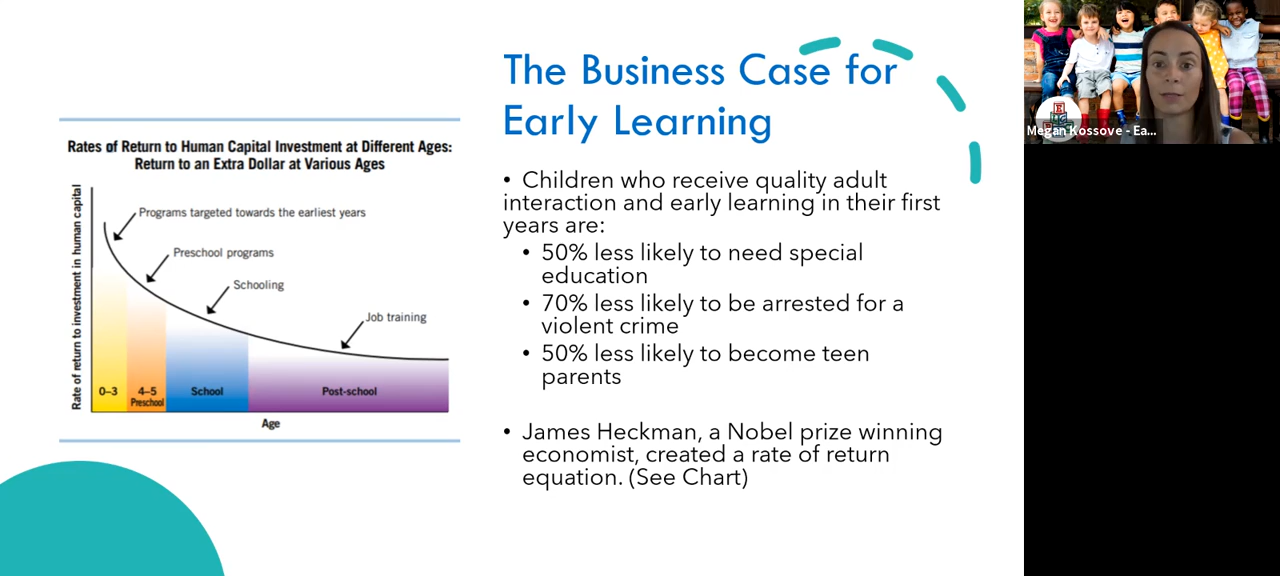 The Business Case for
Early Learning
Rates of Return to Human Capital Investment at Different Ages:
Return to an Extra Dollar at Various Ages
Rate of return to investment in human capital
Programs targeted towards the earliest years
Preschool programs
Schooling
Job training
0–3
4–5
Preschool
School
Post-school
Age
• Children who receive quality adult
interaction and early learning in their first
years are:
• 50% less likely to need special
education
• 70% less likely to be arrested for a
violent crime
• 50% less likely to become teen
parents
• James Heckman, a Nobel prize winning
economist, created a rate of return
equation. (See Chart)
Megan Kossove - Ea...